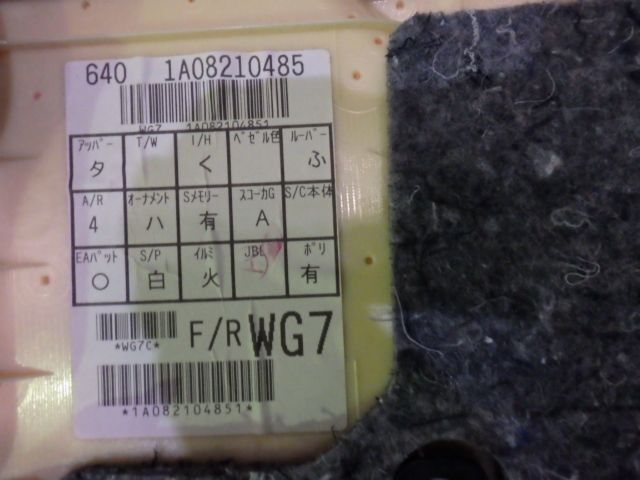 640 1A08210485
WG7 1A082104851
アッパー T/W I/H ベゼル色 ルーバー
タ く ふ
A/R オーナメント Sメモリー スコーカG S/C本体
4 ハ 有 A
EAパット S/P イルミ JBL ポリ
○ 白 火 有
*WG7C* F/R WG7
*1A082104851*